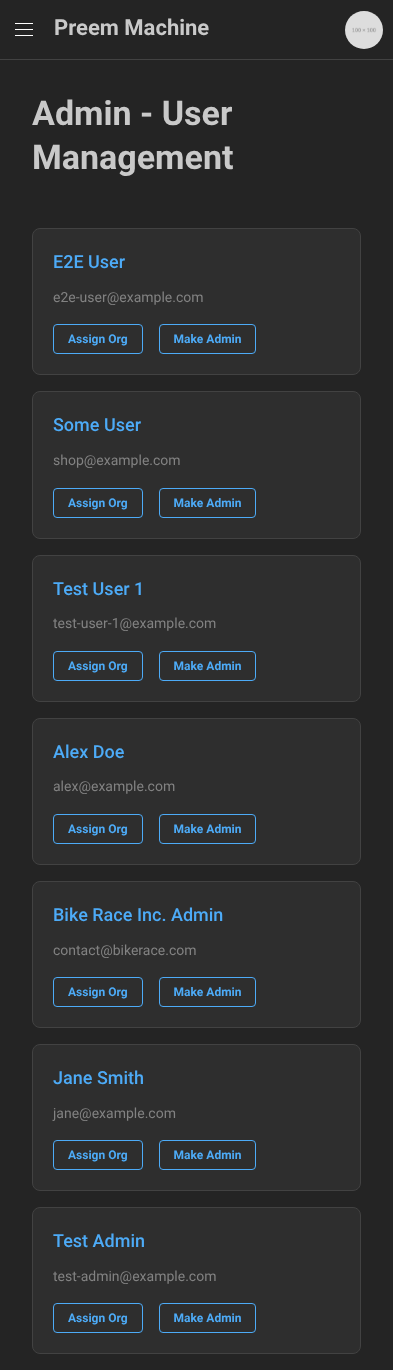 Preem Machine
100 × 100
Admin - User
Management
E2E User
e2e-user@example.com
Assign Org Make Admin
Some User
shop@example.com
Assign Org Make Admin
Test User 1
test-user-1@example.com
Assign Org Make Admin
Alex Doe
alex@example.com
Assign Org Make Admin
Bike Race Inc. Admin
contact@bikerace.com
Assign Org Make Admin
Jane Smith
jane@example.com
Assign Org Make Admin
Test Admin
test-admin@example.com
Assign Org Make Admin